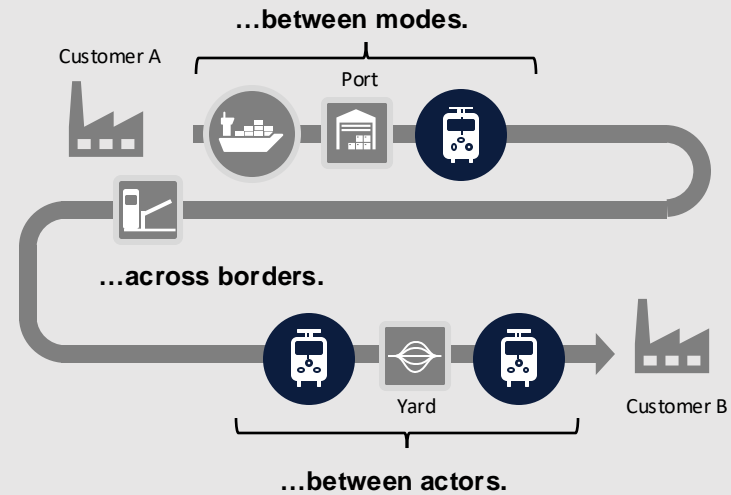 …between modes.
Customer A
Port
…across borders.
Yard
Customer B
…between actors.